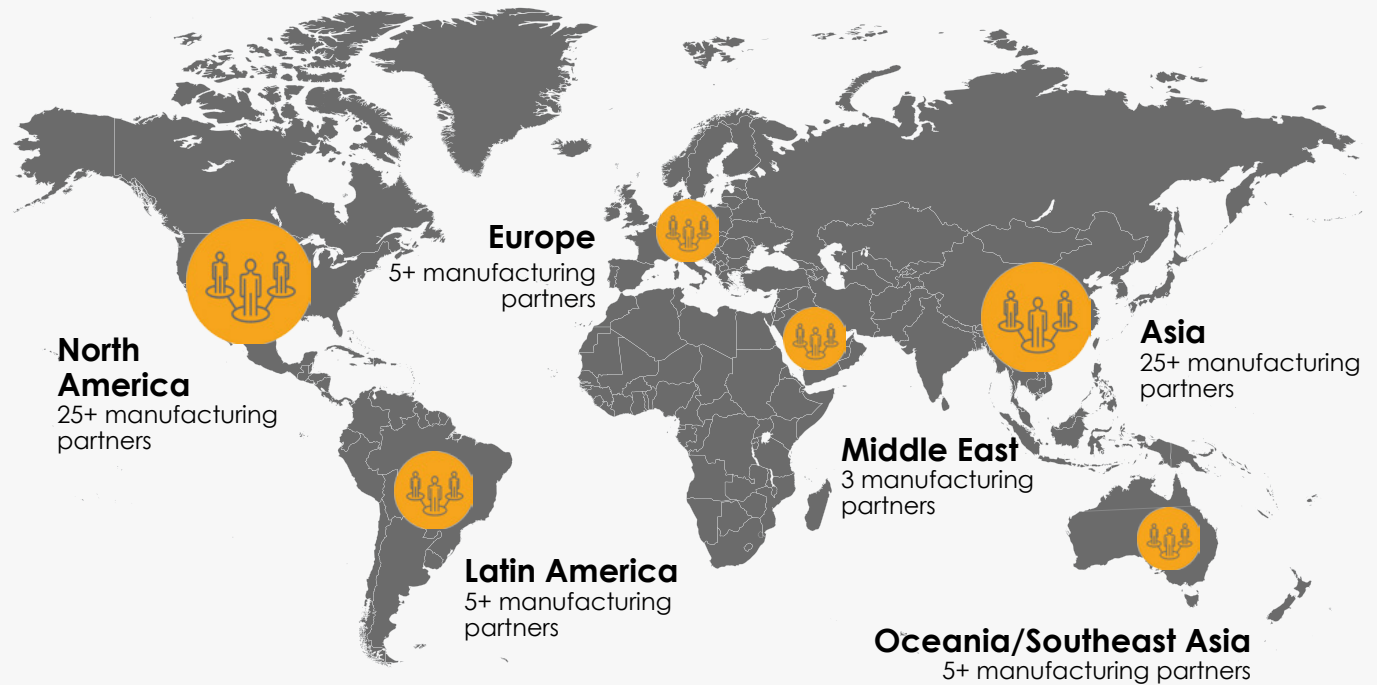 Europe
5+ manufacturing
partners
North
America
25+ manufacturing
partners
Asia
25+ manufacturing
partners
Middle East
3 manufacturing
partners
Latin America
5+ manufacturing
partners
Oceania/Southeast Asia
5+ manufacturing partners